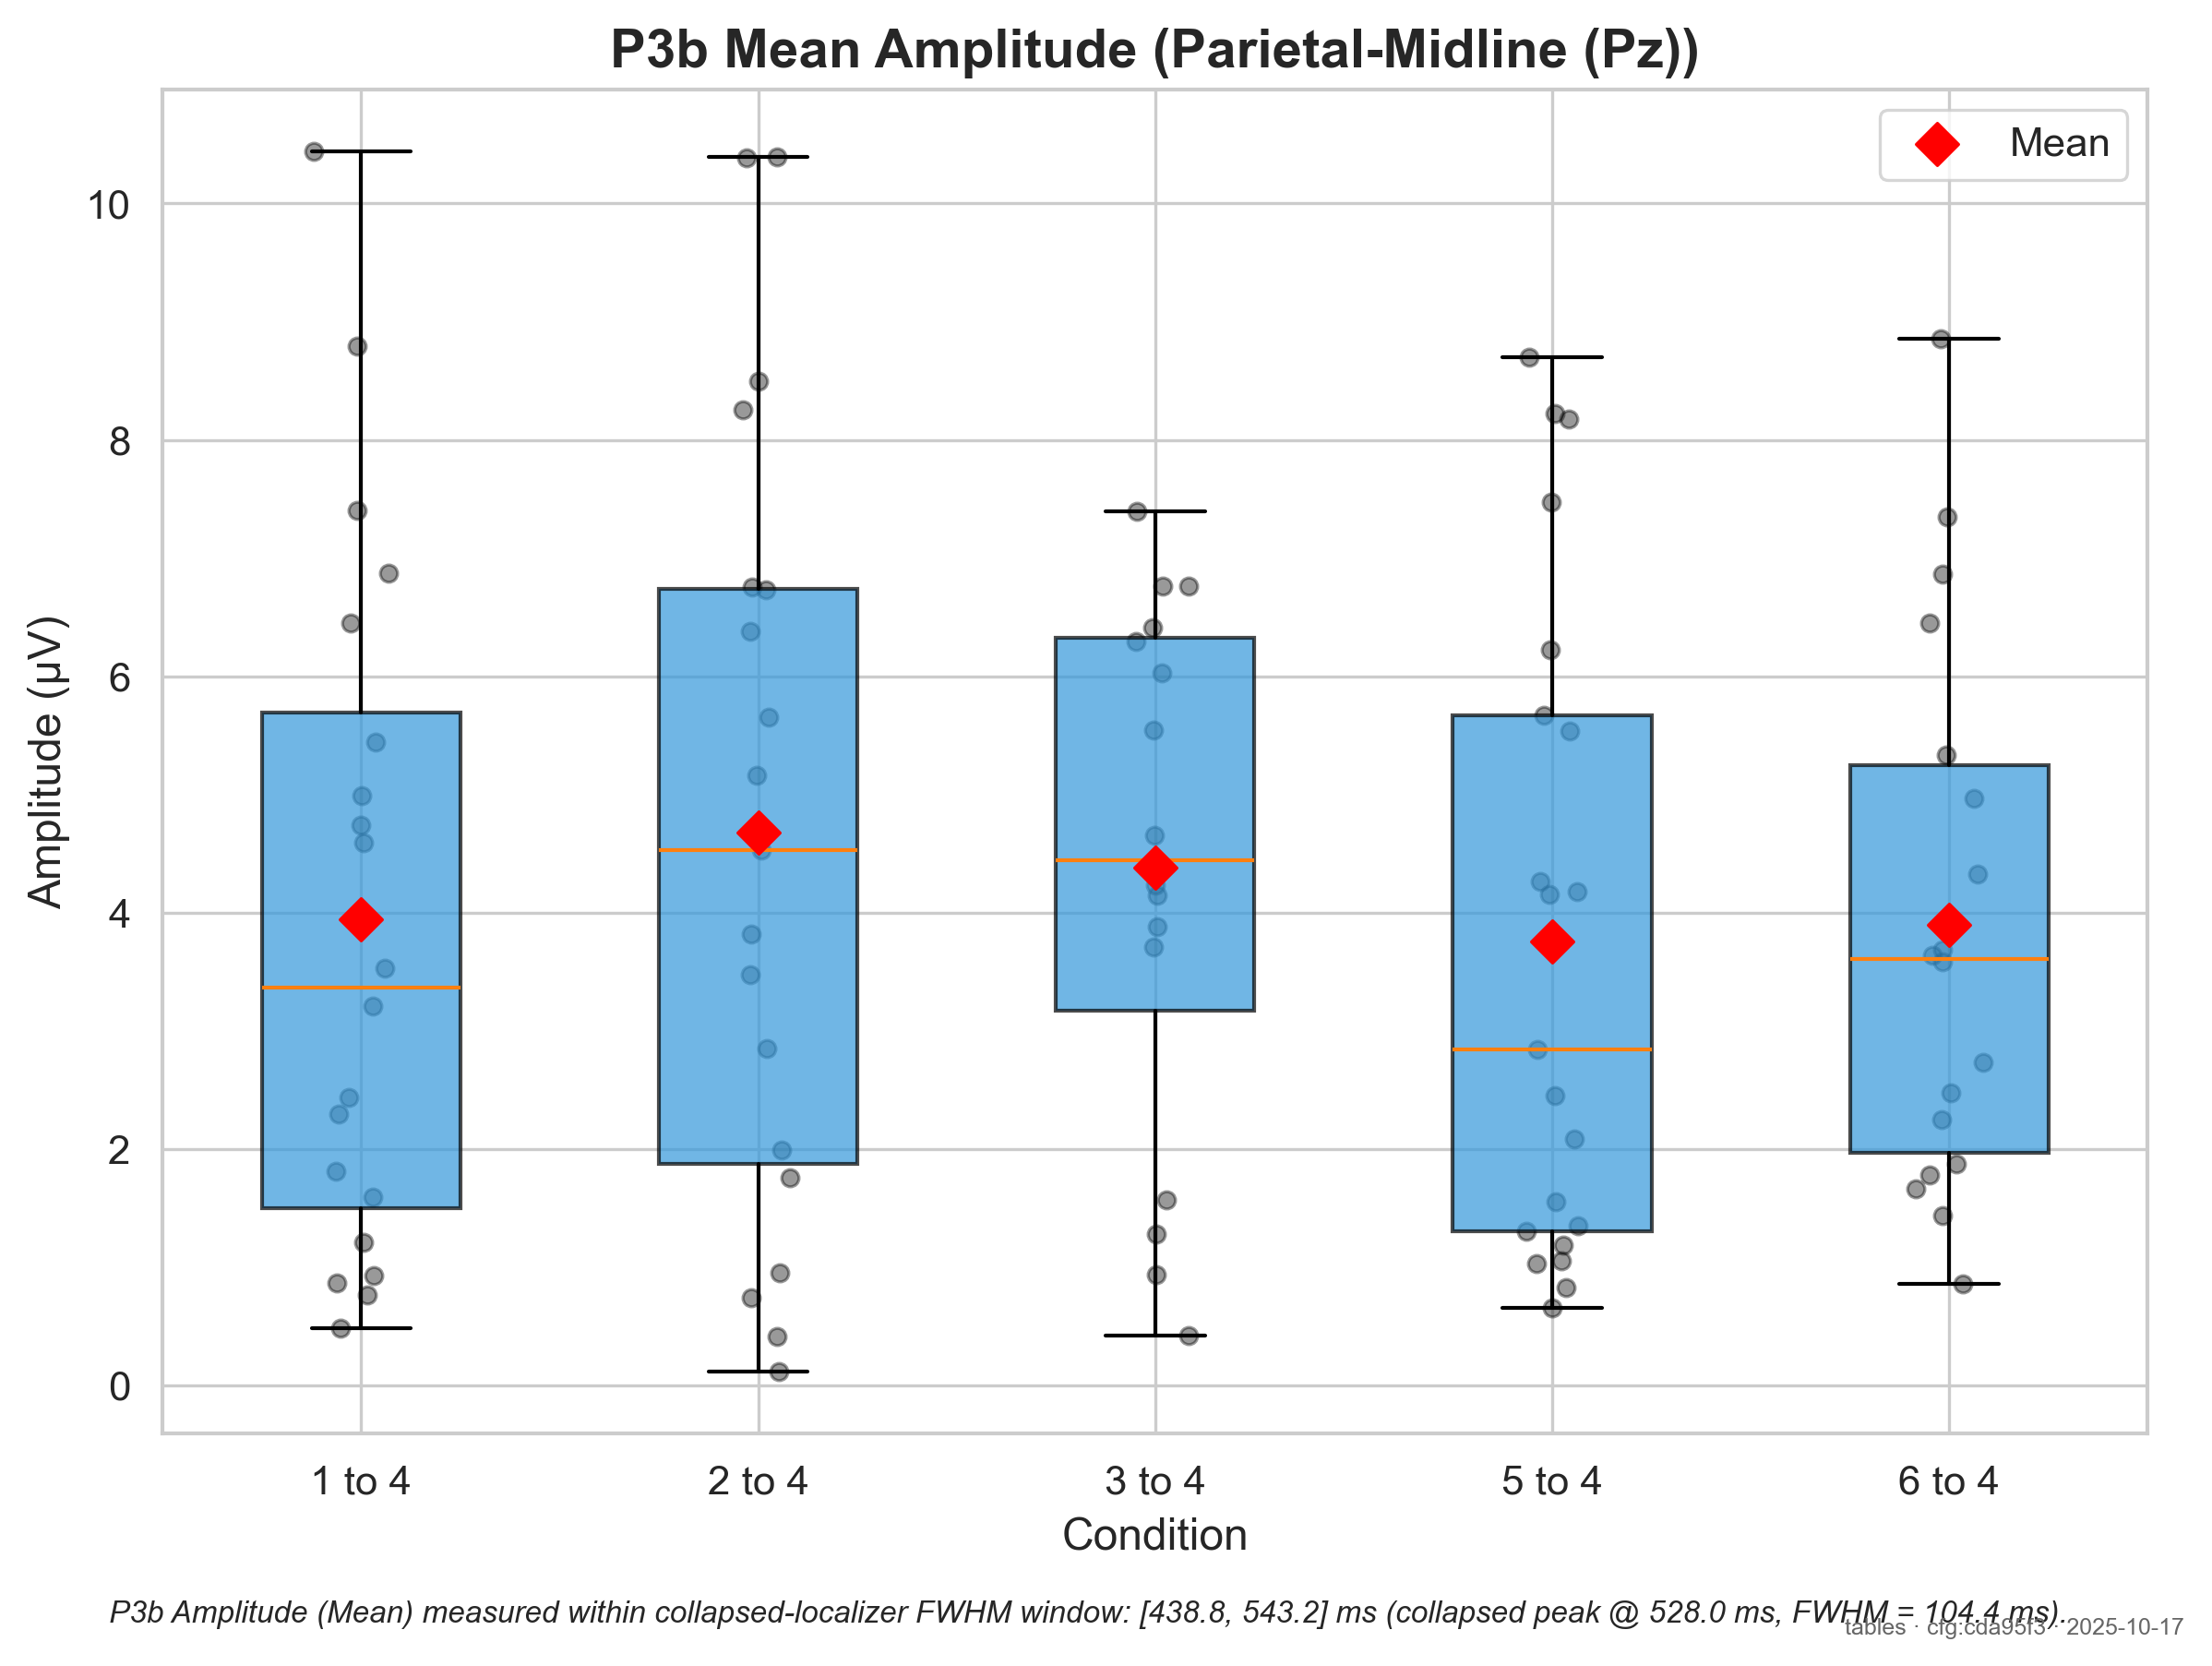 P3b Mean Amplitude (Parietal-Midline (Pz))
Mean
10
8
6
4
2
0
Amplitude (µV)
1 to 4
2 to 4
3 to 4
5 to 4
6 to 4
Condition
P3b Amplitude (Mean) measured within collapsed-localizer FWHM window: [438.8, 543.2] ms (collapsed peak @ 528.0 ms, FWHM = 104.4 ms).
tables · cfg:cda95f3 · 2025-10-17